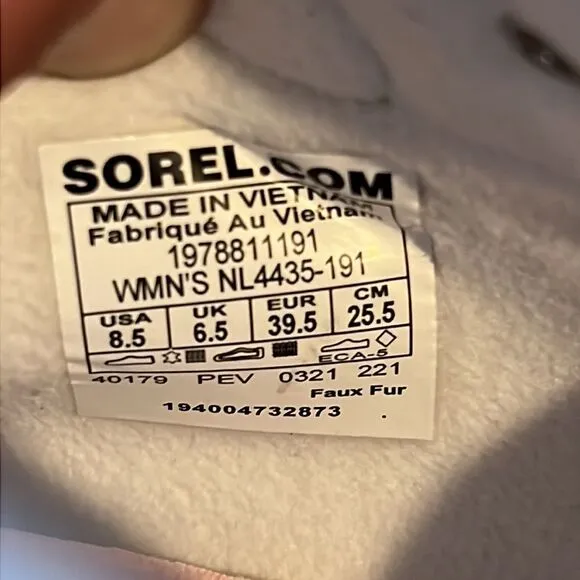 SOREL.COM
MADE IN VIETNAM
Fabriqué Au Vietnam
1978811191
WMN'S NL4435-191
USA UK EUR CM
8.5 6.5 39.5 25.5
ECA-5
40179 PEV 0321 221
Faux Fur
194004732873 .